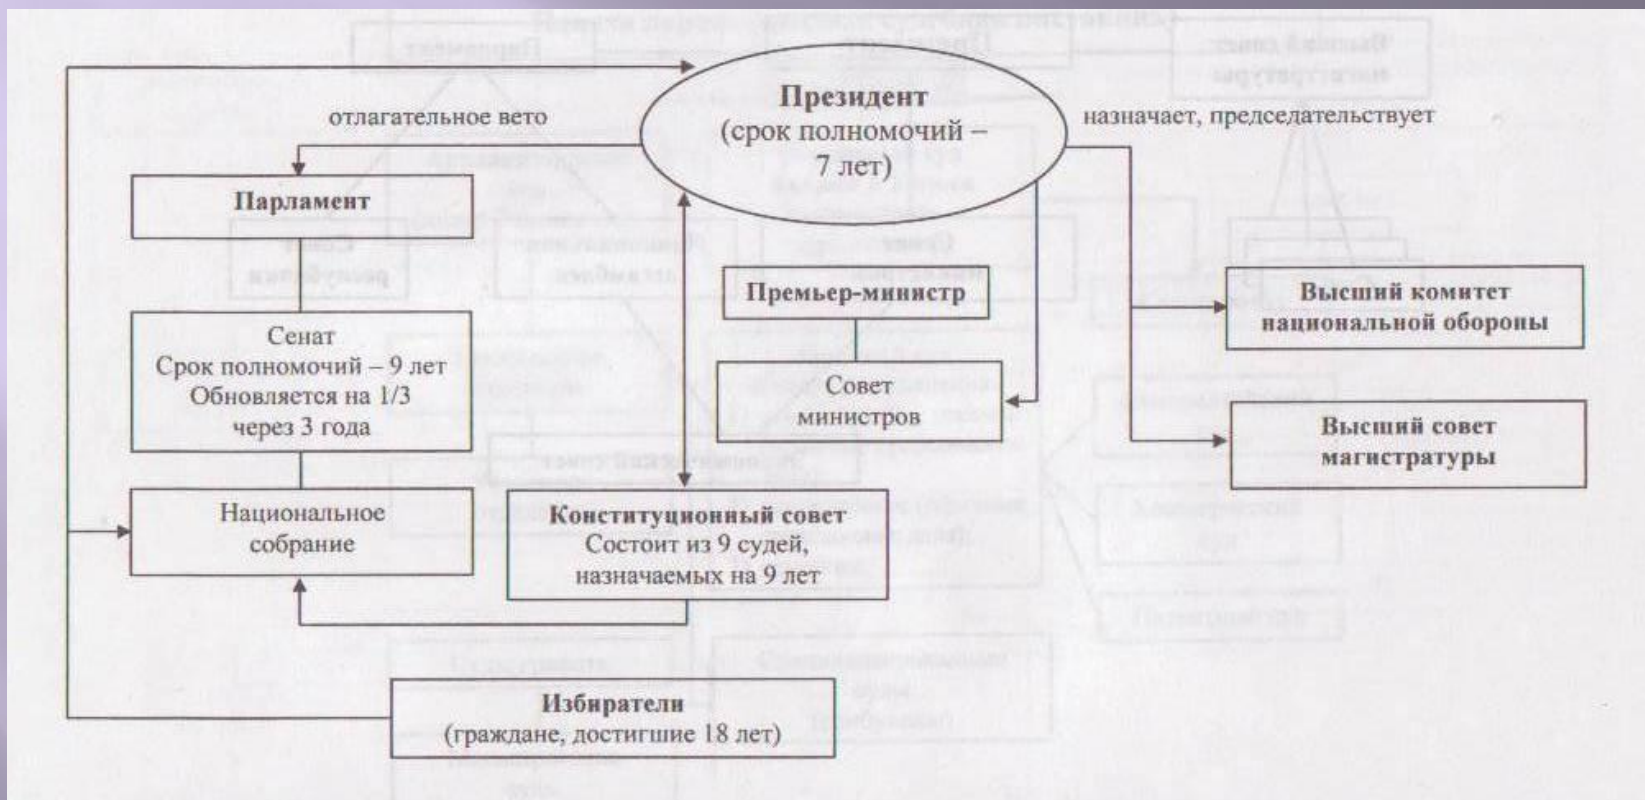 Президент
(срок полномочий –
7 лет)
отлагательное вето
назначает, председательствует
Парламент
Сенат
Срок полномочий – 9 лет
Обновляется на 1/3
через 3 года
Национальное
собрание
Премьер-министр
Совет
министров
Конституционный совет
Состоит из 9 судей,
назначаемых на 9 лет
Высший комитет
национальной обороны
Высший совет
магистратуры
Избиратели
(граждане, достигшие 18 лет)